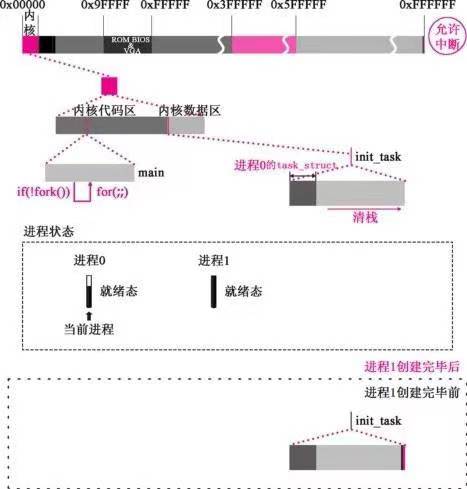 0x00000 0x9FFFF 0xFFFFF 0x3FFFFF 0x5FFFFF 0xFFFFFF
内核
ROM BIOS
&
VGA
允许
中断
内核代码区 内核数据区
init_task
main
进程0的task_struct
if(!fork()) for(;;)
清栈
进程状态
进程0 进程1
就绪态 就绪态
当前进程
进程1创建完毕后
进程1创建完毕前
init_task